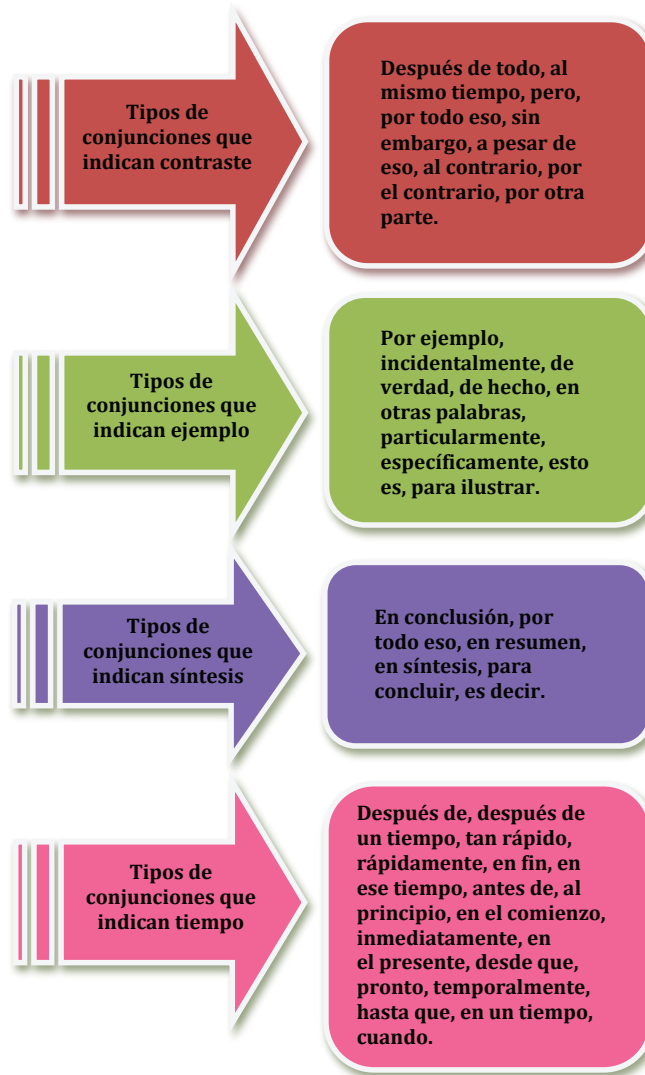 Tipos de
conjunciones que
indican contraste
Después de todo, al
mismo tiempo, pero,
por todo eso, sin
embargo, a pesar de
eso, al contrario, por
el contrario, por otra
parte.
Tipos de
conjunciones que
indican ejemplo
Por ejemplo,
incidentalmente, de
verdad, de hecho, en
otras palabras,
particularmente,
específicamente, esto
es, para ilustrar.
Tipos de
conjunciones que
indican síntesis
En conclusión, por
todo eso, en resumen,
en síntesis, para
concluir, es decir.
Tipos de
conjunciones que
indican tiempo
Después de, después de
un tiempo, tan rápido,
rápidamente, en fin, en
ese tiempo, antes de, al
principio, en el comienzo,
inmediatamente, en
el presente, desde que,
pronto, temporalmente,
hasta que, en un tiempo,
cuando.